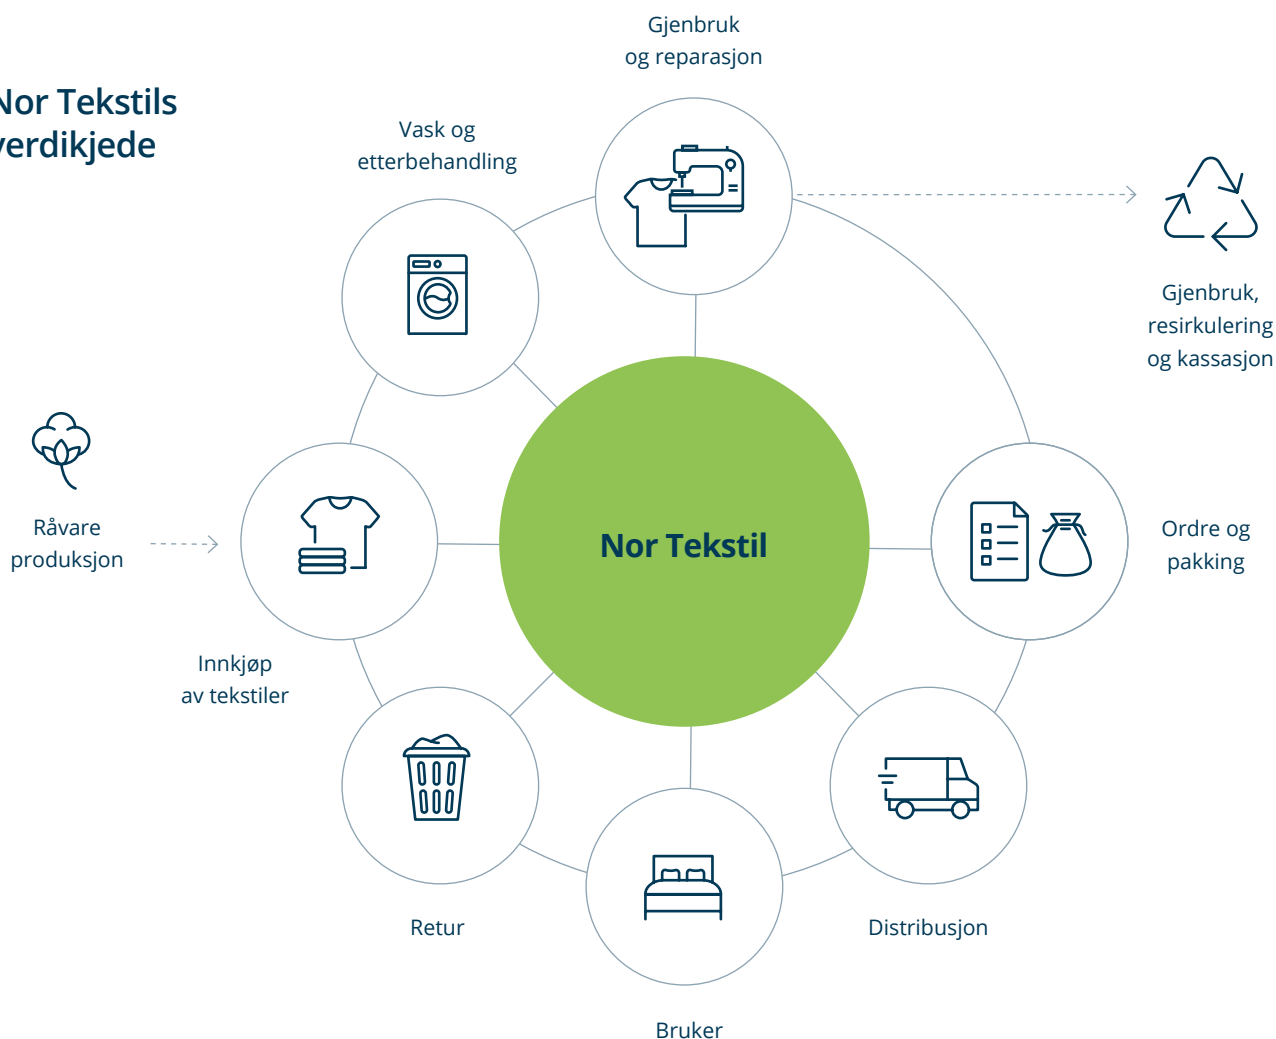 Nor Tekstils
verdikjede
Gjenbruk
og reparasjon
Vask og
etterbehandling
Gjenbruk,
resirkulering
og kassasjon
Råvare
produksjon
Nor Tekstil
Ordre og
pakking
Innkjøp
av tekstiler
Retur
Distribusjon
Bruker